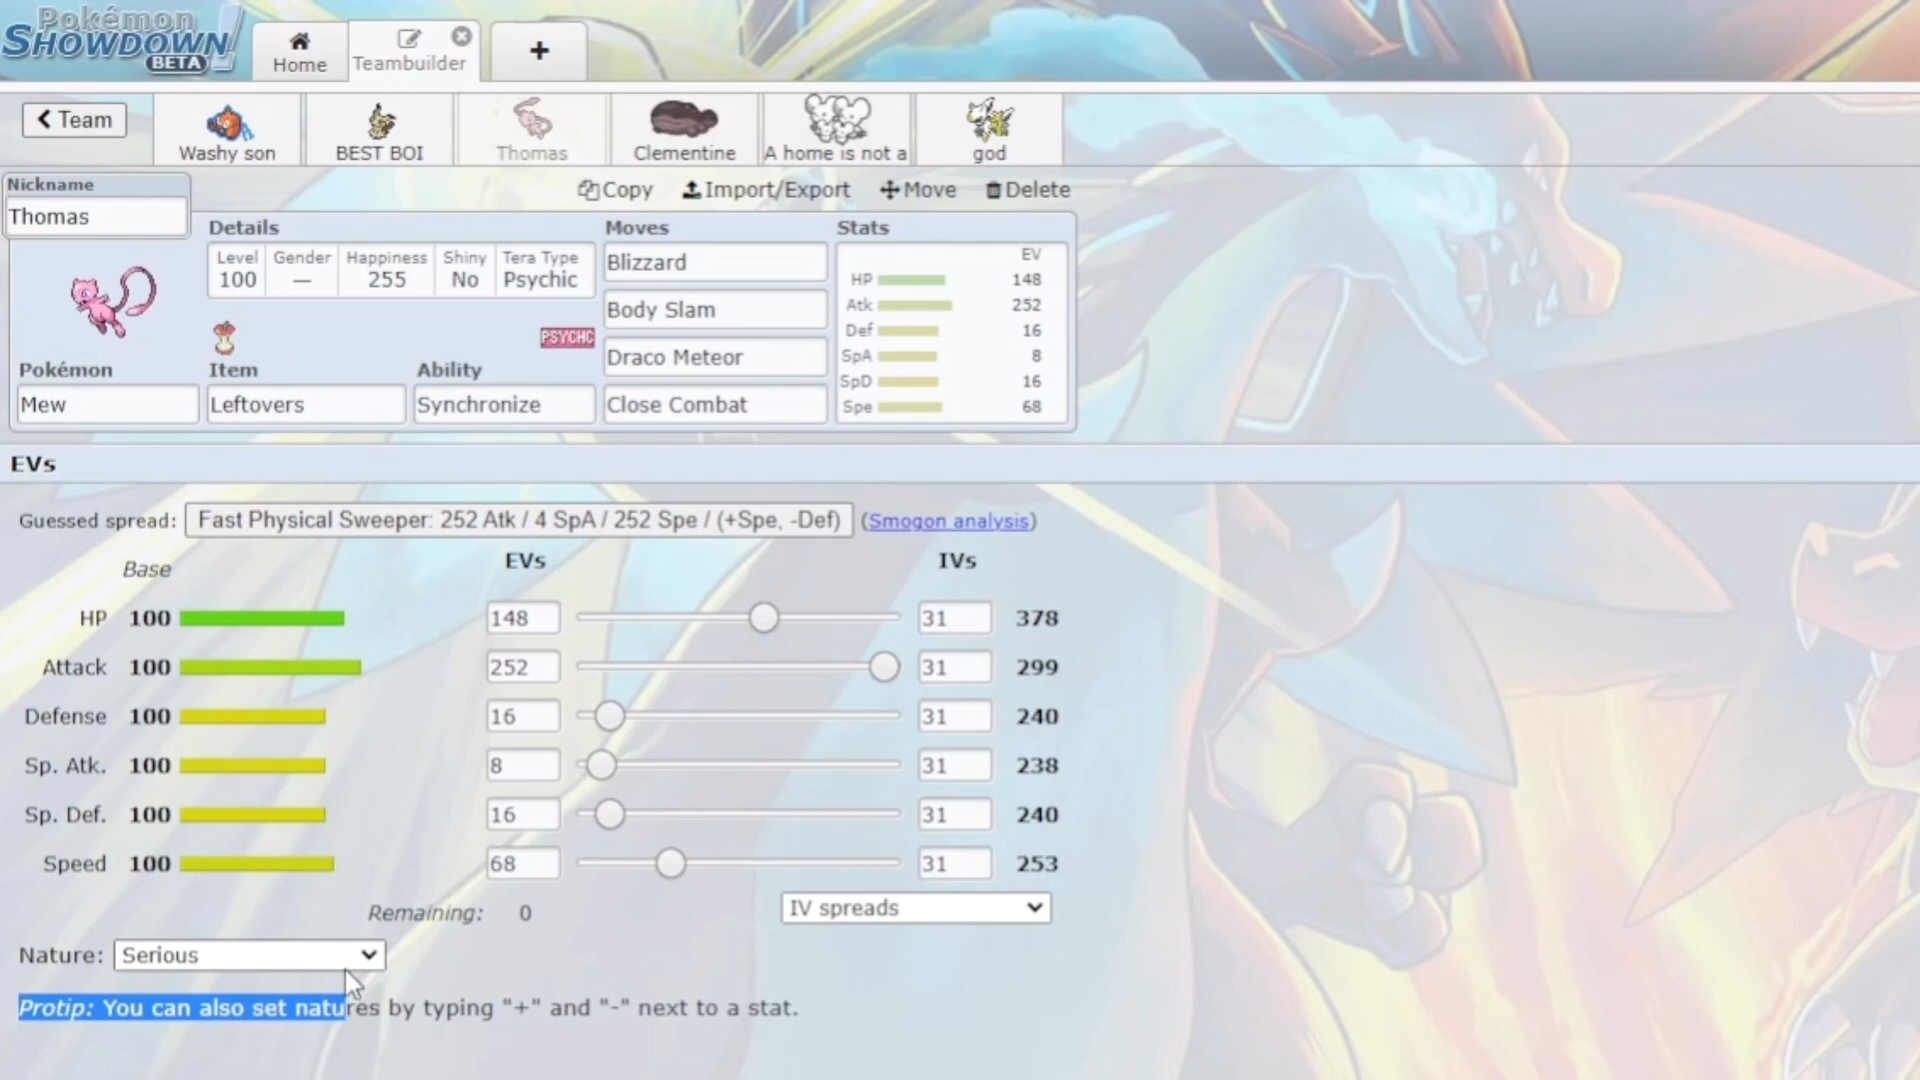 Pokémon
SHOWDOWN!
BETA
Home
Teambuilder
+
Team
Washy son
BEST BOI
Thomas
Clementine
A home is not a
god
Nickname
Thomas
Copy
Import/Export
Move
Delete
Details
Moves
Stats
Level
Gender
Happiness
Shiny
Tera Type
100
—
255
No
Psychic
Blizzard
Body Slam
Draco Meteor
Close Combat
EV
HP 148
Atk 252
Def 16
SpA 8
SpD 16
Spe 68
PSYCHC
Pokémon
Item
Ability
Mew
Leftovers
Synchronize
EVs
Guessed spread: Fast Physical Sweeper: 252 Atk / 4 SpA / 252 Spe / (+Spe, -Def) (Smogon analysis)
Base EVs IVs
HP 100 148 31 378
Attack 100 252 31 299
Defense 100 16 31 240
Sp. Atk. 100 8 31 238
Sp. Def. 100 16 31 240
Speed 100 68 31 253
Remaining: 0
IV spreads
Nature: Serious
Protip: You can also set natures by typing "+" and "-" next to a stat.